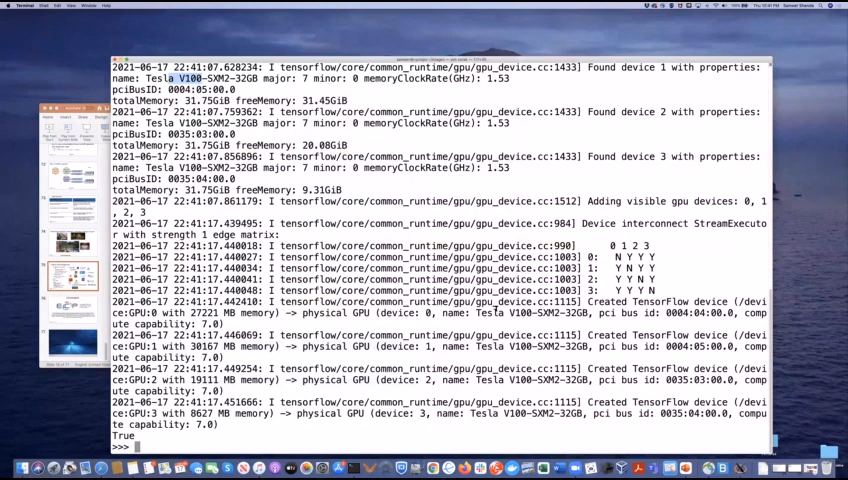 Terminal Shell Edit View Window Help
100% Thu 10:41 PM Sameer Shende
2021-06-17 22:41:07.628234: I tensorflow/core/common_runtime/gpu/gpu_device.cc:1433] Found device 1 with properties:
name: Tesla V100-SXM2-32GB major: 7 minor: 0 memoryClockRate(GHz): 1.53
pciBusID: 0004:05:00.0
totalMemory: 31.75GiB freeMemory: 31.45GiB
2021-06-17 22:41:07.759362: I tensorflow/core/common_runtime/gpu/gpu_device.cc:1433] Found device 2 with properties:
name: Tesla V100-SXM2-32GB major: 7 minor: 0 memoryClockRate(GHz): 1.53
pciBusID: 0035:03:00.0
totalMemory: 31.75GiB freeMemory: 20.08GiB
2021-06-17 22:41:07.856896: I tensorflow/core/common_runtime/gpu/gpu_device.cc:1433] Found device 3 with properties:
name: Tesla V100-SXM2-32GB major: 7 minor: 0 memoryClockRate(GHz): 1.53
pciBusID: 0035:04:00.0
totalMemory: 31.75GiB freeMemory: 9.31GiB
2021-06-17 22:41:07.861179: I tensorflow/core/common_runtime/gpu/gpu_device.cc:1512] Adding visible gpu devices: 0, 1
, 2, 3
2021-06-17 22:41:17.439495: I tensorflow/core/common_runtime/gpu/gpu_device.cc:984] Device interconnect StreamExecuto
r with strength 1 edge matrix:
2021-06-17 22:41:17.440018: I tensorflow/core/common_runtime/gpu/gpu_device.cc:990] 0 1 2 3
2021-06-17 22:41:17.440027: I tensorflow/core/common_runtime/gpu/gpu_device.cc:1003] 0: N Y Y Y
2021-06-17 22:41:17.440034: I tensorflow/core/common_runtime/gpu/gpu_device.cc:1003] 1: Y N Y Y
2021-06-17 22:41:17.440041: I tensorflow/core/common_runtime/gpu/gpu_device.cc:1003] 2: Y Y N Y
2021-06-17 22:41:17.440048: I tensorflow/core/common_runtime/gpu/gpu_device.cc:1003] 3: Y Y Y N
2021-06-17 22:41:17.442410: I tensorflow/core/common_runtime/gpu/gpu_device.cc:1115] Created TensorFlow device (/devi
ce:GPU:0 with 27221 MB memory) -> physical GPU (device: 0, name: Tesla V100-SXM2-32GB, pci bus id: 0004:04:00.0, comp
ute capability: 7.0)
2021-06-17 22:41:17.446069: I tensorflow/core/common_runtime/gpu/gpu_device.cc:1115] Created TensorFlow device (/devi
ce:GPU:1 with 30167 MB memory) -> physical GPU (device: 1, name: Tesla V100-SXM2-32GB, pci bus id: 0004:05:00.0, comp
ute capability: 7.0)
2021-06-17 22:41:17.449254: I tensorflow/core/common_runtime/gpu/gpu_device.cc:1115] Created TensorFlow device (/devi
ce:GPU:2 with 19111 MB memory) -> physical GPU (device: 2, name: Tesla V100-SXM2-32GB, pci bus id: 0035:03:00.0, comp
ute capability: 7.0)
2021-06-17 22:41:17.451666: I tensorflow/core/common_runtime/gpu/gpu_device.cc:1115] Created TensorFlow device (/devi
ce:GPU:3 with 8627 MB memory) -> physical GPU (device: 3, name: Tesla V100-SXM2-32GB, pci bus id: 0035:04:00.0, compu
te capability: 7.0)
True
>>>
Home Insert Draw Design